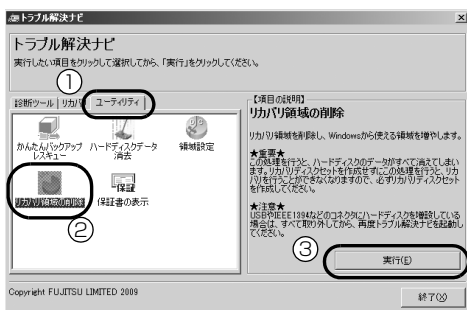 トラブル解決ナビ
トラブル解決ナビ
実行したい項目をクリックして選択してから、「実行」をクリックしてください。
①
診断ツール
リカバリ
ユーティリティ
かんたんバックアップ
レスキュー
ハードディスクデータ
消去
領域設定
リカバリ領域の削除
保証
保証書の表示
②
【項目の説明】
リカバリ領域の削除
リカバリ領域を削除し、Windowsから使える領域を増やします。
★重要★
この処理を行うと、ハードディスクのデータがすべて消えてしまい
ます。リカバリディスクセットを作成せずにこの処理を行うと、リカ
バリを行うことができなくなりますので、必ずリカバリディスクセット
を作成してください。
★注意★
USBやIEEE1394などのコネクタにハードディスクを増設している
場合は、すべて取り外してから、再度トラブル解決ナビを起動し
てください。
③
実行(E)
Copyright FUJITSU LIMITED 2009
終了(X)